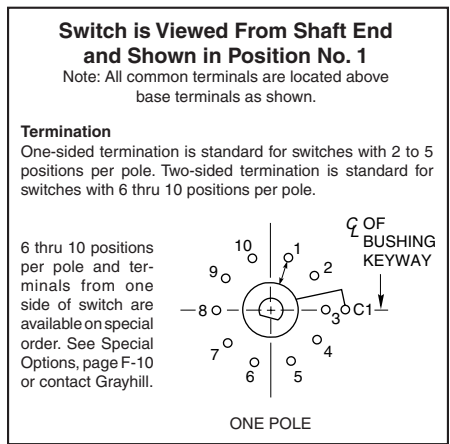 Switch is Viewed From Shaft End
and Shown in Position No. 1
Note: All common terminals are located above
base terminals as shown.
Termination
One-sided termination is standard for switches with 2 to 5
positions per pole. Two-sided termination is standard for
switches with 6 thru 10 positions per pole.
6 thru 10 positions
per pole and ter-
minals from one
side of switch are
available on special
order. See Special
Options, page F-10
or contact Grayhill.
℄ OF
BUSHING
KEYWAY
10
1
9
2
8
3
C1
7
4
6
5
ONE POLE